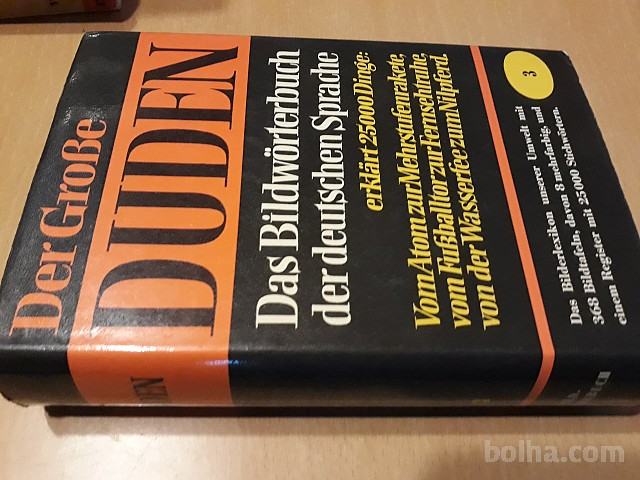 Der Große
DUDEN
Das Bildwörterbuch
der deutschen Sprache
erklärt 25000 Dinge:
Vom Atom zur Mehrstufenrakete,
vom Fußballtor zur Fernsehtruhe,
von der Wasserfee zum Nilpferd.
3
Das Bilderlexikon unserer Umwelt mit
368 Bildtafeln, davon 8 mehrfarbig, und
einem Register mit 25000 Stichwörtern.
bolha.com